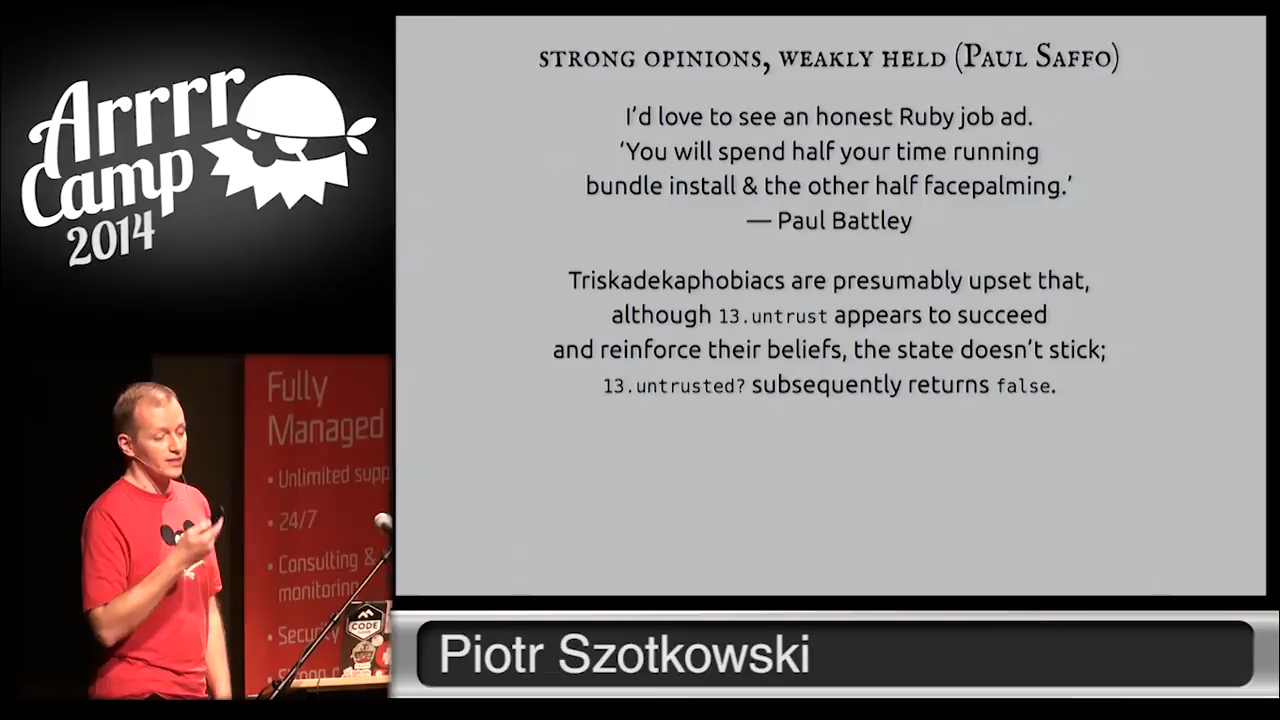 Arrrr
Camp
2014
STRONG OPINIONS, WEAKLY HELD (PAUL SAFFO)
I'd love to see an honest Ruby job ad.
‘You will spend half your time running
bundle install & the other half facepalming.’
— Paul Battley
Triskadekaphobiacs are presumably upset that,
although 13.untrust appears to succeed
and reinforce their beliefs, the state doesn't stick;
13.untrusted? subsequently returns false.
Fully
Managed
• Unlimited supp
• 24/7
• Consulting &
monitoring
• Security
CODE
Piotr Szotkowski